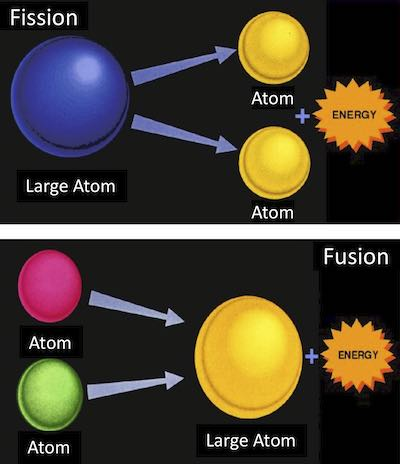 Fission
Atom
+
ENERGY
Large Atom
Atom
Fusion
Atom
+
ENERGY
Atom
Large Atom